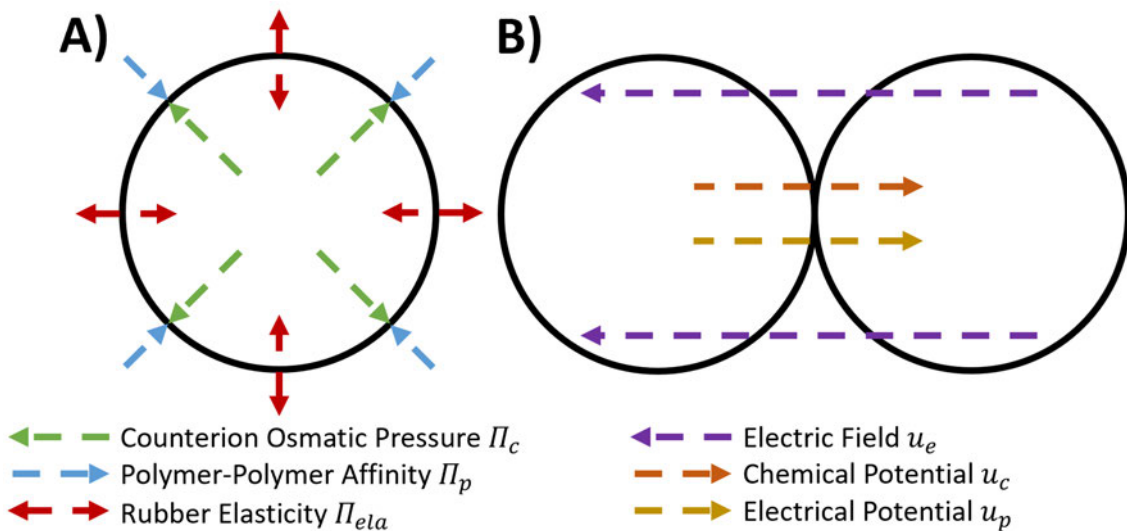 A)
B)
Counterion Osmatic Pressure Π_c
Polymer-Polymer Affinity Π_p
Rubber Elasticity Π_ela
Electric Field u_e
Chemical Potential u_c
Electrical Potential u_p